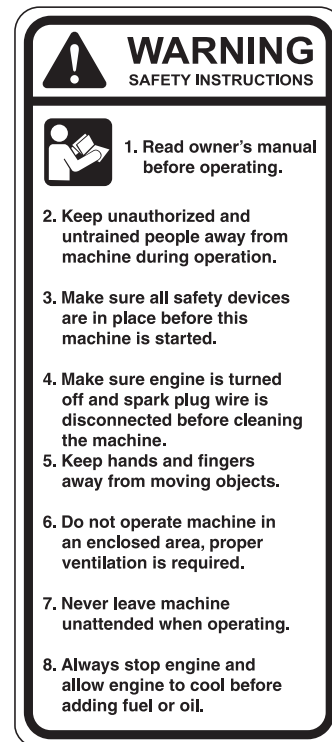 WARNING
SAFETY INSTRUCTIONS
1. Read owner's manual
before operating.
2. Keep unauthorized and
untrained people away from
machine during operation.
3. Make sure all safety devices
are in place before this
machine is started.
4. Make sure engine is turned
off and spark plug wire is
disconnected before cleaning
the machine.
5. Keep hands and fingers
away from moving objects.
6. Do not operate machine in
an enclosed area, proper
ventilation is required.
7. Never leave machine
unattended when operating.
8. Always stop engine and
allow engine to cool before
adding fuel or oil.